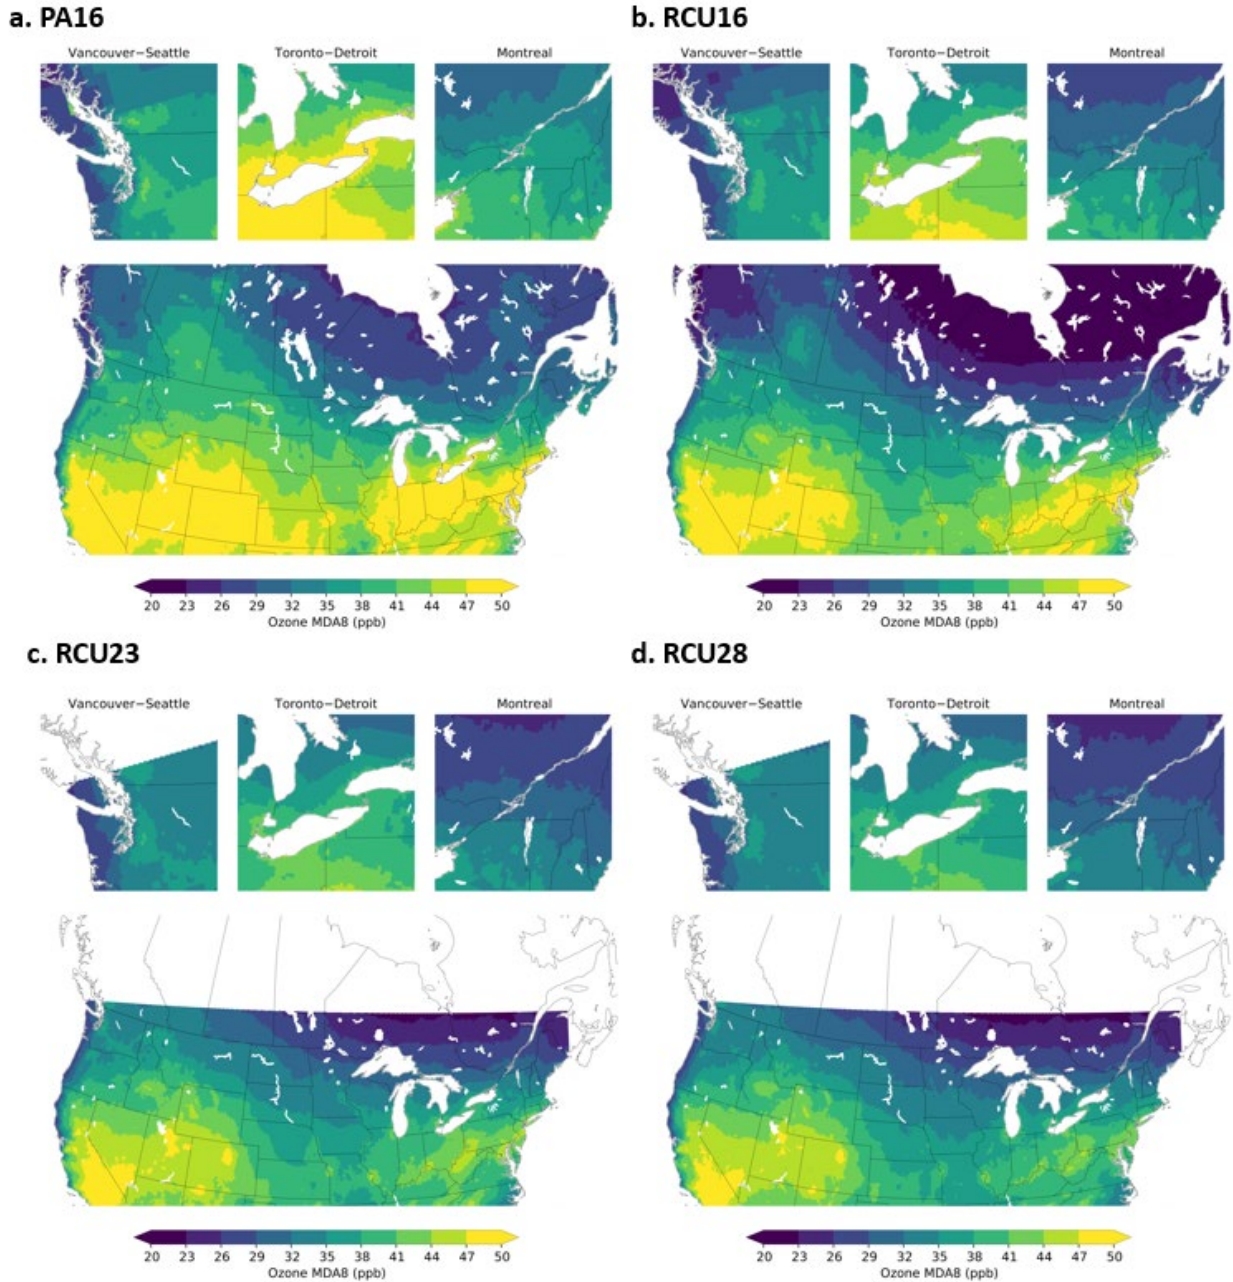 a. PA16
b. RCU16
Vancouver−Seattle
Toronto−Detroit
Montreal
Vancouver−Seattle
Toronto−Detroit
Montreal
20 23 26 29 32 35 38 41 44 47 50
Ozone MDA8 (ppb)
20 23 26 29 32 35 38 41 44 47 50
Ozone MDA8 (ppb)
c. RCU23
d. RCU28
Vancouver−Seattle
Toronto−Detroit
Montreal
Vancouver−Seattle
Toronto−Detroit
Montreal
20 23 26 29 32 35 38 41 44 47 50
Ozone MDA8 (ppb)
20 23 26 29 32 35 38 41 44 47 50
Ozone MDA8 (ppb)